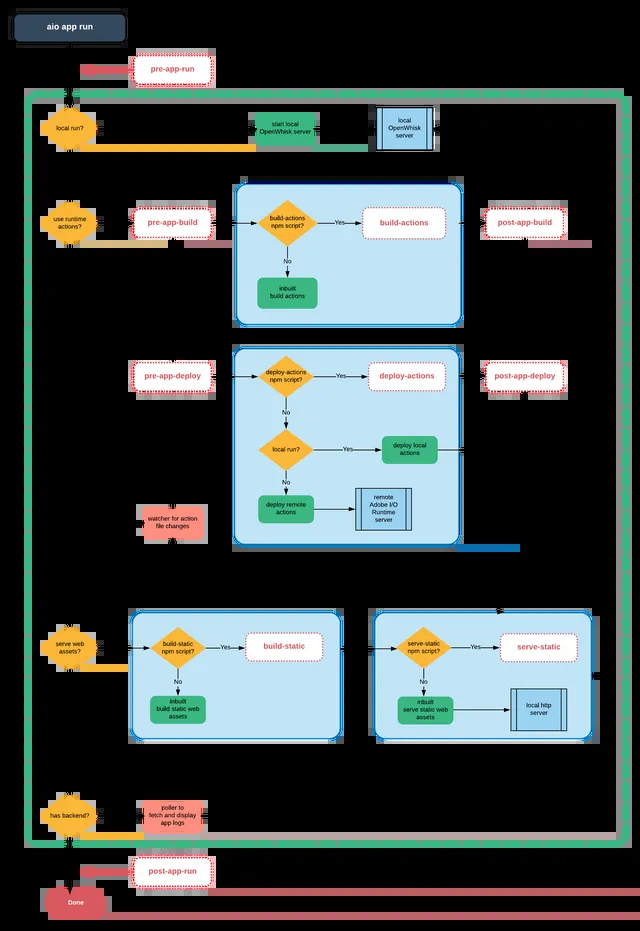 aio app run
pre-app-run
local run?
start local
OpenWhisk server
local
OpenWhisk
server
use runtime
actions?
pre-app-build
build-actions
npm script?
Yes
build-actions
post-app-build
No
inbuilt
build actions
pre-app-deploy
deploy-actions
npm script?
Yes
deploy-actions
post-app-deploy
No
local run?
Yes
deploy local
actions
No
deploy remote
actions
remote
Adobe I/O
Runtime
server
watcher for action
file changes
serve web
assets?
build-static
npm script?
Yes
build-static
No
inbuilt
build static web
assets
serve-static
npm script?
Yes
serve-static
No
inbuilt
serve static web
assets
local http
server
has backend?
poller to
fetch and display
app logs
post-app-run
Done